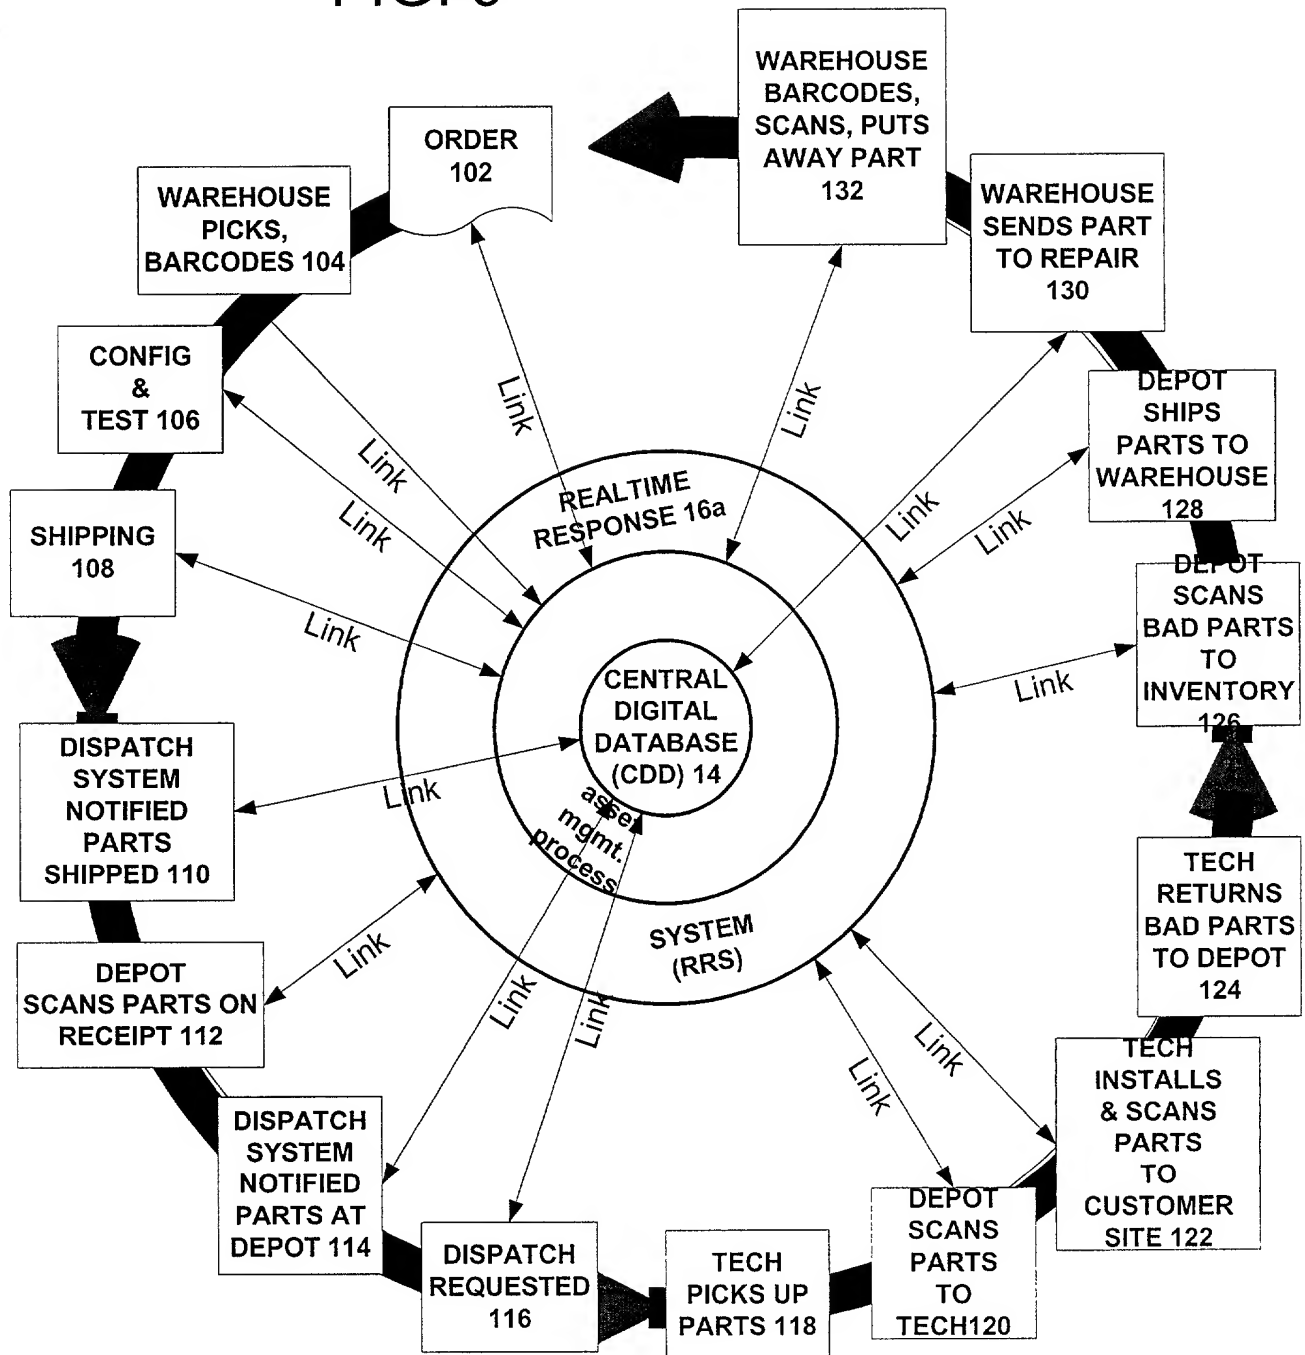 ORDER
102
WAREHOUSE
PICKS,
BARCODES 104
CONFIG
&
TEST 106
SHIPPING
108
DISPATCH
SYSTEM
NOTIFIED
PARTS
SHIPPED 110
DEPOT
SCANS PARTS ON
RECEIPT 112
DISPATCH
SYSTEM
NOTIFIED
PARTS AT
DEPOT 114
DISPATCH
REQUESTED
116
TECH
PICKS UP
PARTS 118
DEPOT
SCANS
PARTS
TO
TECH120
TECH
INSTALLS
& SCANS
PARTS
TO
CUSTOMER
SITE 122
TECH
RETURNS
BAD PARTS
TO DEPOT
124
DEPOT
SCANS
BAD PARTS
TO
INVENTORY
126
DEPOT
SHIPS
PARTS TO
WAREHOUSE
128
WAREHOUSE
SENDS PART
TO REPAIR
130
WAREHOUSE
BARCODES,
SCANS, PUTS
AWAY PART
132
Link
Link
Link
Link
Link
Link
Link
Link
Link
Link
Link
Link
Link
Link
REALTIME
RESPONSE 16a
CENTRAL
DIGITAL
DATABASE
(CDD) 14
mgmt.
process
SYSTEM
(RRS)